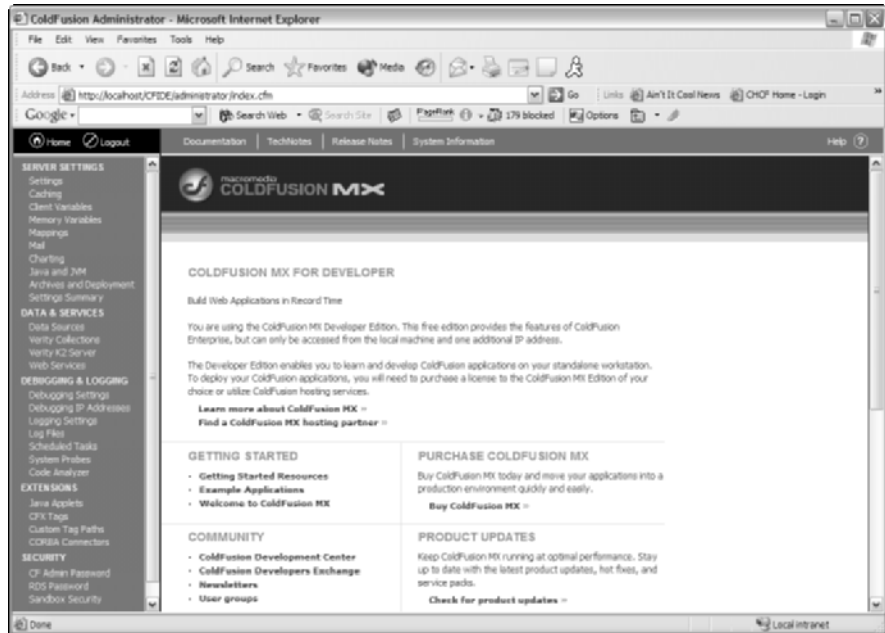 ColdFusion Administrator - Microsoft Internet Explorer
File Edit View Favorites Tools Help
Back Search Favorites Media
Address http://localhost/CFIDE/administrator/index.cfm Go Links Ain't It Cool News CHOP Home - Login
Google Search Web Search Site PageRank 179 blocked Options
Home Logout Documentation TechNotes Release Notes System Information Help ?
SERVER SETTINGS
Settings
Caching
Client Variables
Memory Variables
Mappings
Mail
Charting
Java and JVM
Archives and Deployment
Settings Summary
DATA & SERVICES
Data Sources
Verity Collections
Verity K2 Server
Web Services
DEBUGGING & LOGGING
Debugging Settings
Debugging IP Addresses
Logging Settings
Log Files
Scheduled Tasks
System Probes
Code Analyzer
EXTENSIONS
Java Applets
CFX Tags
Custom Tag Paths
CORBA Connectors
SECURITY
CF Admin Password
RDS Password
Sandbox Security
macromedia
COLDFUSION MX
COLDFUSION MX FOR DEVELOPER
Build Web Applications in Record Time
You are using the ColdFusion MX Developer Edition. This free edition provides the features of ColdFusion
Enterprise, but can only be accessed from the local machine and one additional IP address.
The Developer Edition enables you to learn and develop ColdFusion applications on your standalone workstation.
To deploy your ColdFusion applications, you will need to purchase a license to the ColdFusion MX Edition of your
choice or utilize ColdFusion hosting services.
Learn more about ColdFusion MX »
Find a ColdFusion MX hosting partner »
GETTING STARTED
· Getting Started Resources
· Example Applications
· Welcome to ColdFusion MX
PURCHASE COLDFUSION MX
Buy ColdFusion MX today and move your applications into a
production environment quickly and easily.
Buy ColdFusion MX »
COMMUNITY
· ColdFusion Development Center
· ColdFusion Developers Exchange
· Newsletters
· User groups
PRODUCT UPDATES
Keep ColdFusion MX running at optimal performance. Stay
up to date with the latest product updates, hot fixes, and
service packs.
Check for product updates »
Done Local intranet